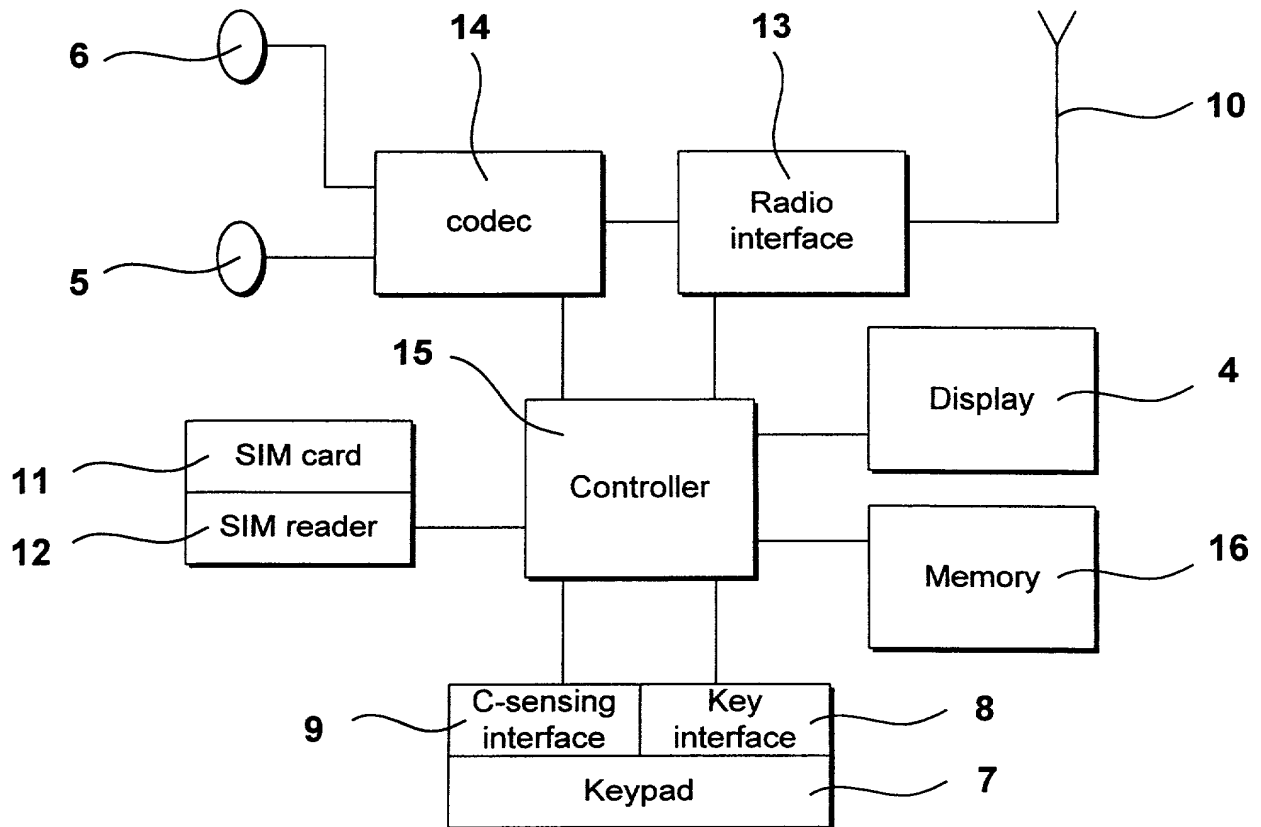 6
14
13
10
codec
Radio
interface
5
15
4
Display
11
SIM card
Controller
12
SIM reader
16
Memory
9
C-sensing
interface
Key
interface
8
Keypad
7